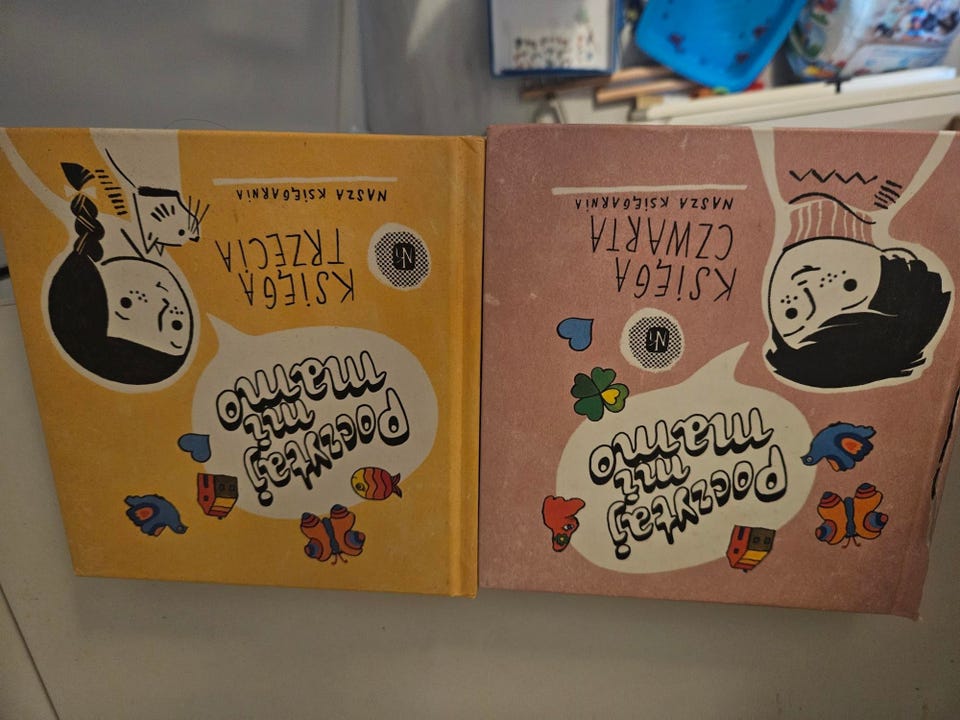 Poczytaj
mi
mamo
KSIĘGA
TRZECIA
NASZA KSIĘGARNIA
Poczytaj
mi
mamo
KSIĘGA
CZWARTA
NASZA KSIĘGARNIA